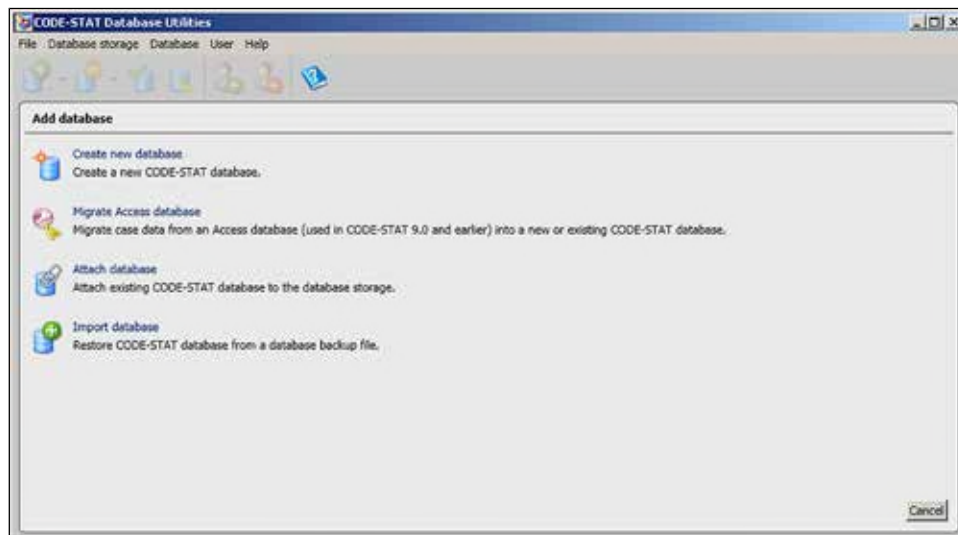 CODE-STAT Database Utilities
File Database storage Database User Help
Add database
Create new database
Create a new CODE-STAT database.
Migrate Access database
Migrate case data from an Access database (used in CODE-STAT 9.0 and earlier) into a new or existing CODE-STAT database.
Attach database
Attach existing CODE-STAT database to the database storage.
Import database
Restore CODE-STAT database from a database backup file.
Cancel